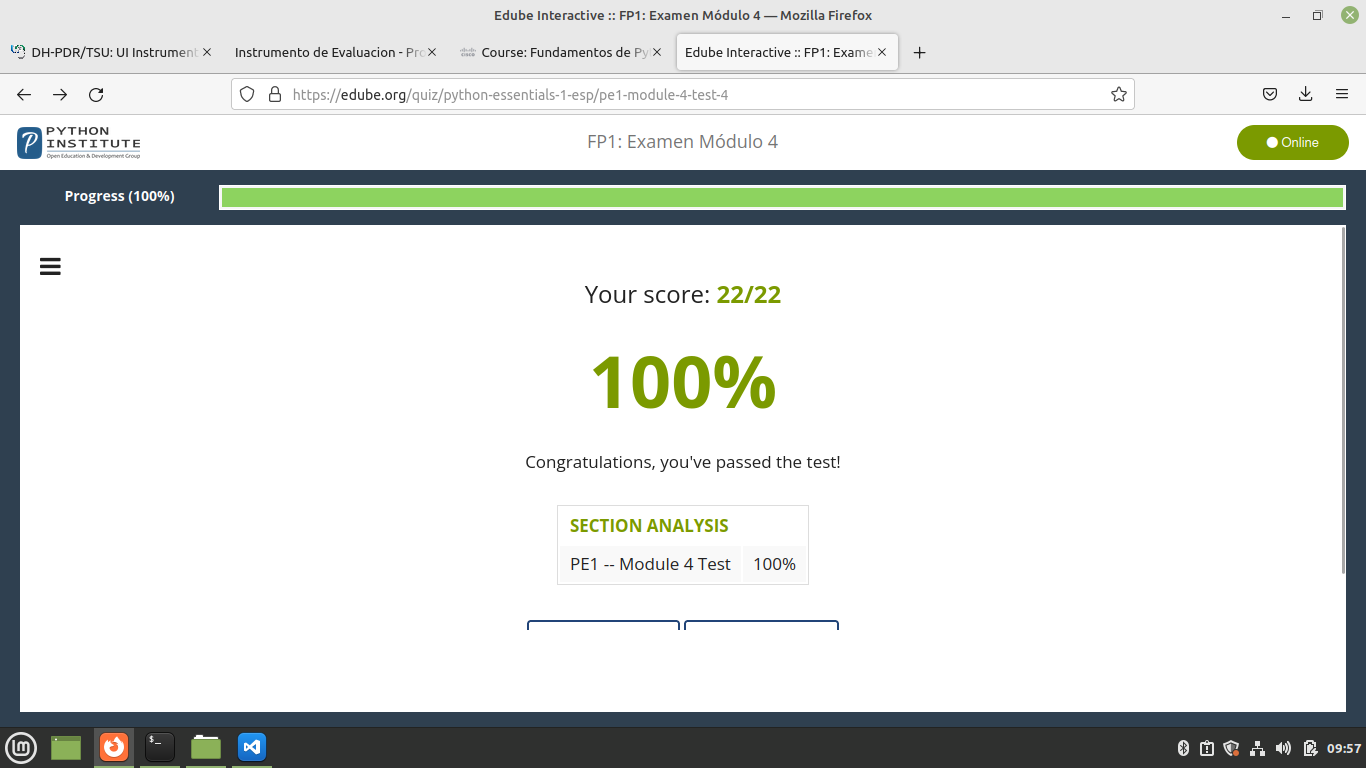 Edube Interactive :: FP1: Examen Módulo 4 — Mozilla Firefox
DH-PDR/TSU: UI Instrument
Instrumento de Evaluacion - Pro
Course: Fundamentos de Py
Edube Interactive :: FP1: Exame
https://edube.org/quiz/python-essentials-1-esp/pe1-module-4-test-4
PYTHON
INSTITUTE
Open Education & Development Group
FP1: Examen Módulo 4
Online
Progress (100%)
Your score: 22/22
100%
Congratulations, you've passed the test!
SECTION ANALYSIS
PE1 -- Module 4 Test 100%
09:57